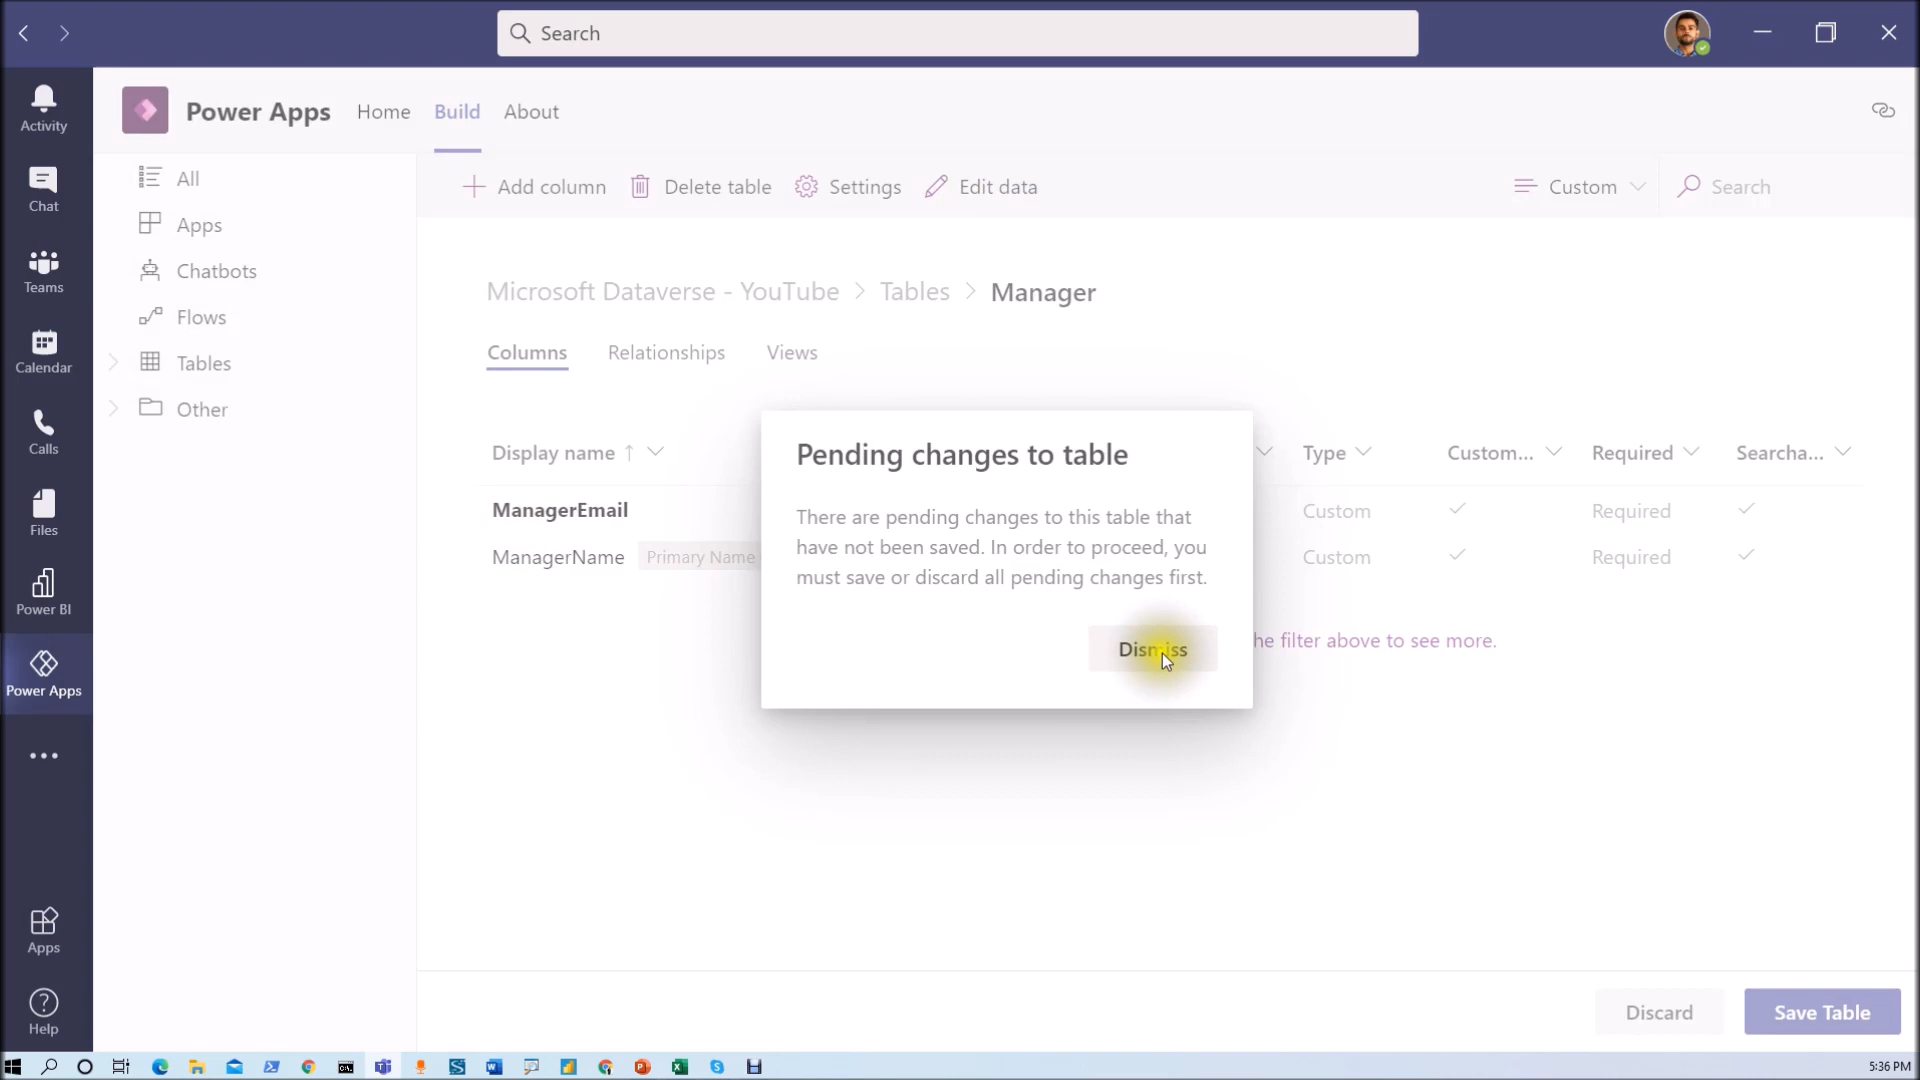 Search
Activity
Chat
Teams
Calendar
Calls
Files
Power BI
Power Apps
Apps
Help
Power Apps Home Build About
All
Apps
Chatbots
Flows
Tables
Other
Add column Delete table Settings Edit data Custom Search
Microsoft Dataverse - YouTube > Tables > Manager
Columns Relationships Views
Display name ↑ Type Custom... Required Searcha...
ManagerEmail Custom Required
ManagerName Primary Name Custom Required
Pending changes to table
There are pending changes to this table that
have not been saved. In order to proceed, you
must save or discard all pending changes first.
Dismiss
he filter above to see more.
Discard Save Table
5:36 PM